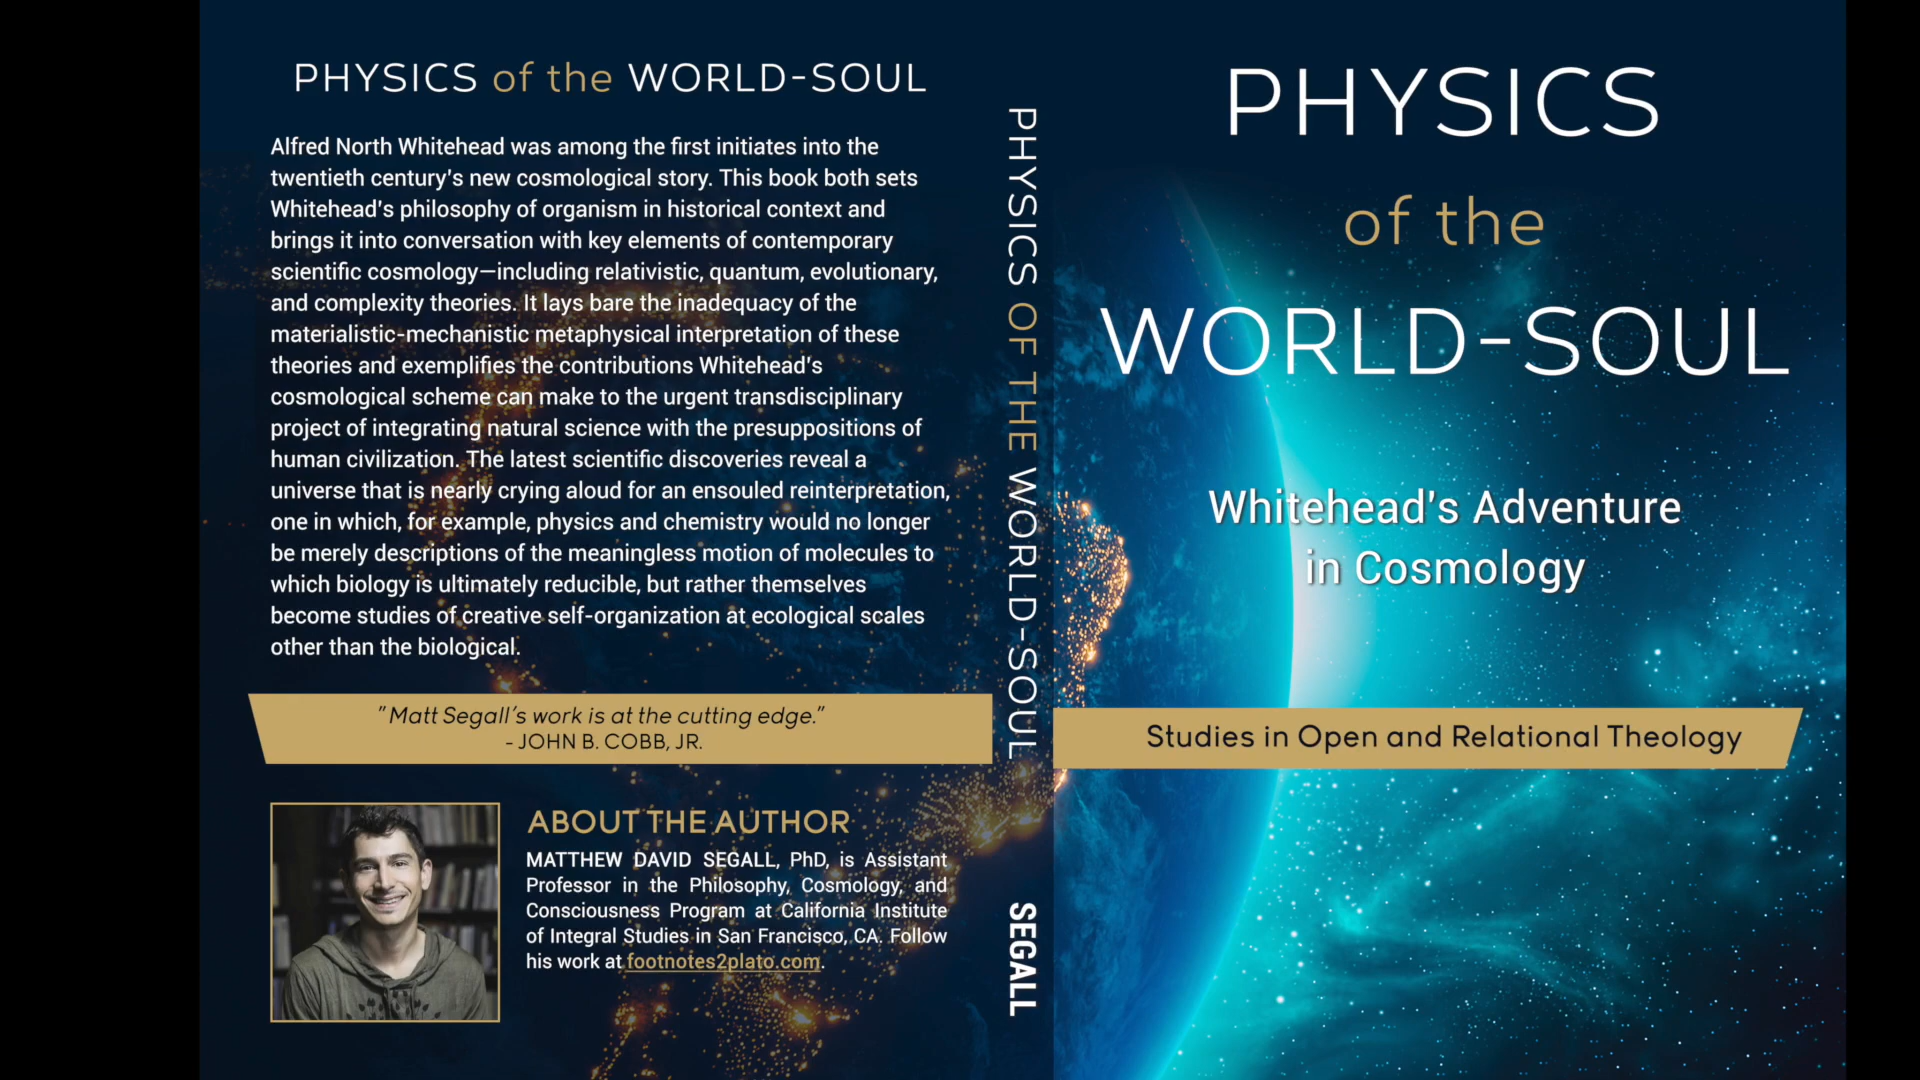 PHYSICS of the WORLD-SOUL
Alfred North Whitehead was among the first initiates into the
twentieth century's new cosmological story. This book both sets
Whitehead's philosophy of organism in historical context and
brings it into conversation with key elements of contemporary
scientific cosmology—including relativistic, quantum, evolutionary,
and complexity theories. It lays bare the inadequacy of the
materialistic-mechanistic metaphysical interpretation of these
theories and exemplifies the contributions Whitehead's
cosmological scheme can make to the urgent transdisciplinary
project of integrating natural science with the presuppositions of
human civilization. The latest scientific discoveries reveal a
universe that is nearly crying aloud for an ensouled reinterpretation,
one in which, for example, physics and chemistry would no longer
be merely descriptions of the meaningless motion of molecules to
which biology is ultimately reducible, but rather themselves
become studies of creative self-organization at ecological scales
other than the biological.
"Matt Segall's work is at the cutting edge."
- JOHN B. COBB, JR.
ABOUT THE AUTHOR
MATTHEW DAVID SEGALL, PhD, is Assistant
Professor in the Philosophy, Cosmology, and
Consciousness Program at California Institute
of Integral Studies in San Francisco, CA. Follow
his work at footnotes2plato.com.
PHYSICS OF THE WORLD-SOUL
SEGALL
PHYSICS
of the
WORLD-SOUL
Whitehead's Adventure
in Cosmology
Studies in Open and Relational Theology